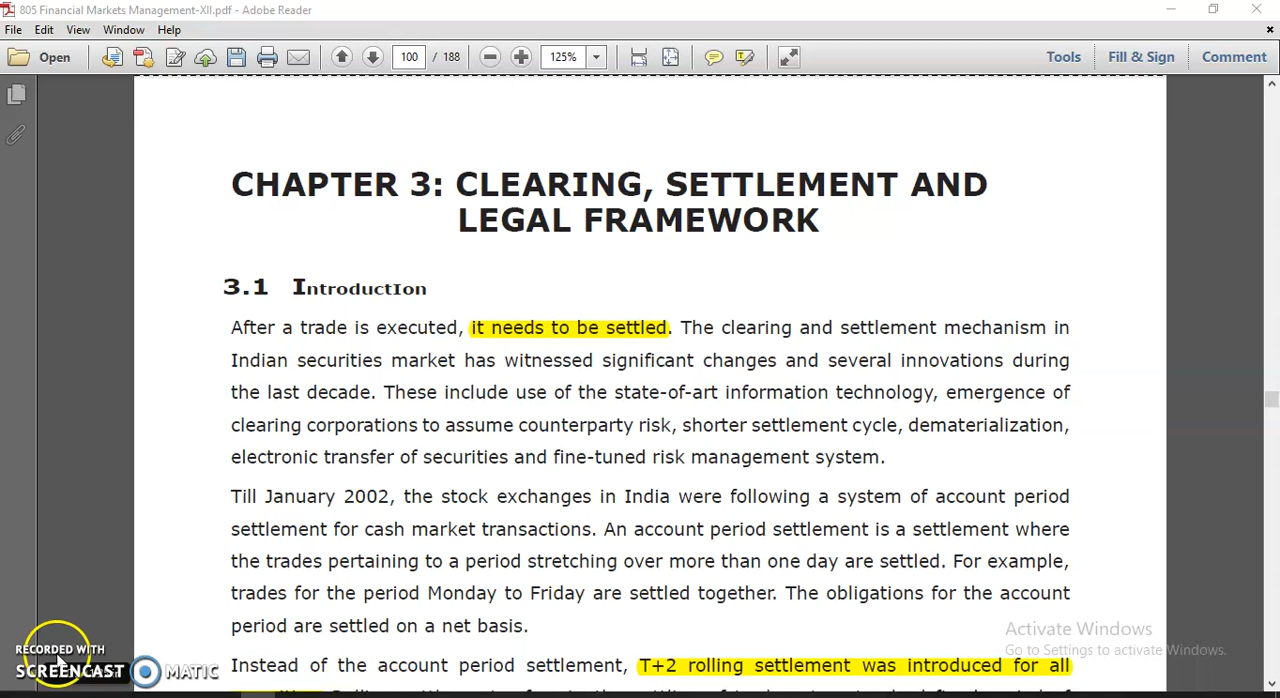 805 Financial Markets Management-XII.pdf - Adobe Reader
File Edit View Window Help
Open 100 / 188 125% Tools Fill & Sign Comment
CHAPTER 3: CLEARING, SETTLEMENT AND
LEGAL FRAMEWORK
3.1 IntroductIon
After a trade is executed, it needs to be settled. The clearing and settlement mechanism in
Indian securities market has witnessed significant changes and several innovations during
the last decade. These include use of the state-of-art information technology, emergence of
clearing corporations to assume counterparty risk, shorter settlement cycle, dematerialization,
electronic transfer of securities and fine-tuned risk management system.
Till January 2002, the stock exchanges in India were following a system of account period
settlement for cash market transactions. An account period settlement is a settlement where
the trades pertaining to a period stretching over more than one day are settled. For example,
trades for the period Monday to Friday are settled together. The obligations for the account
period are settled on a net basis.
Instead of the account period settlement, T+2 rolling settlement was introduced for all
Activate Windows
Go to Settings to activate Windows.
RECORDED WITH
SCREENCAST MATIC